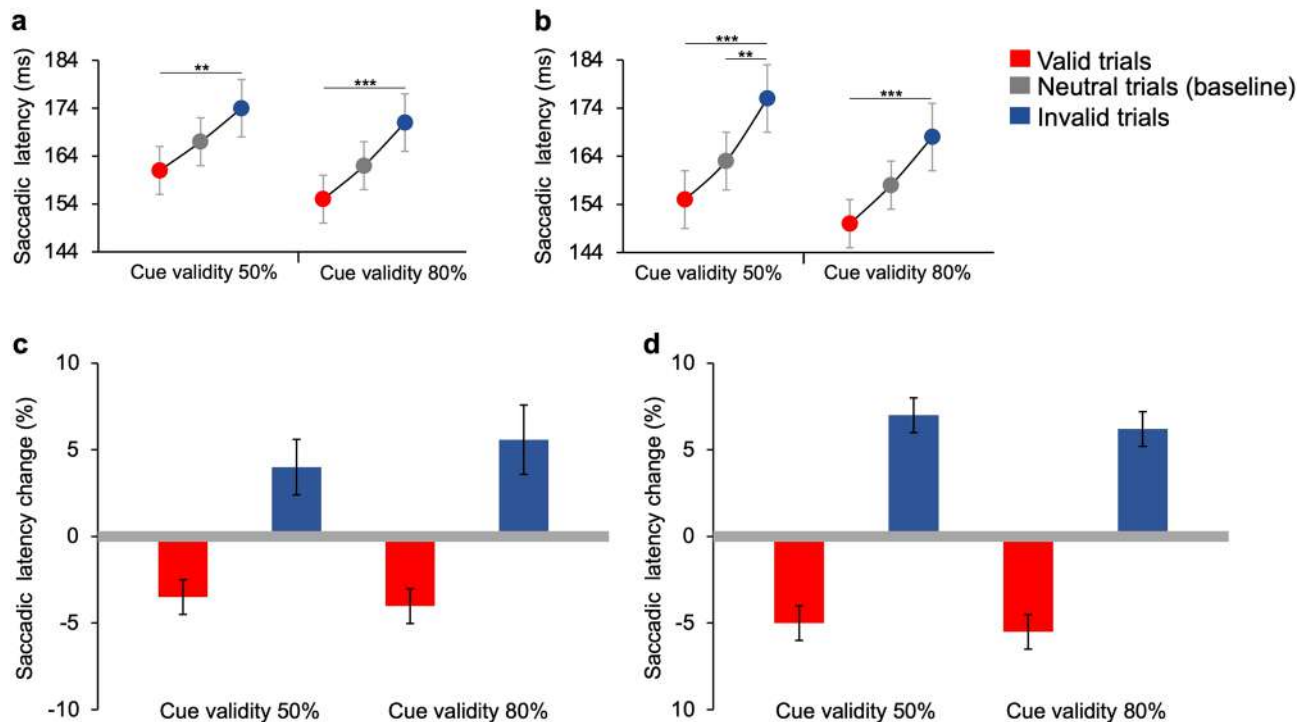 a
Saccadic latency (ms)
184
174
164
154
144
**
***
Cue validity 50%
Cue validity 80%
b
Saccadic latency (ms)
184
174
164
154
144
***
**
***
Cue validity 50%
Cue validity 80%
Valid trials
Neutral trials (baseline)
Invalid trials
c
Saccadic latency change (%)
10
5
0
-5
-10
Cue validity 50%
Cue validity 80%
d
Saccadic latency change (%)
10
5
0
-5
10
Cue validity 50%
Cue validity 80%